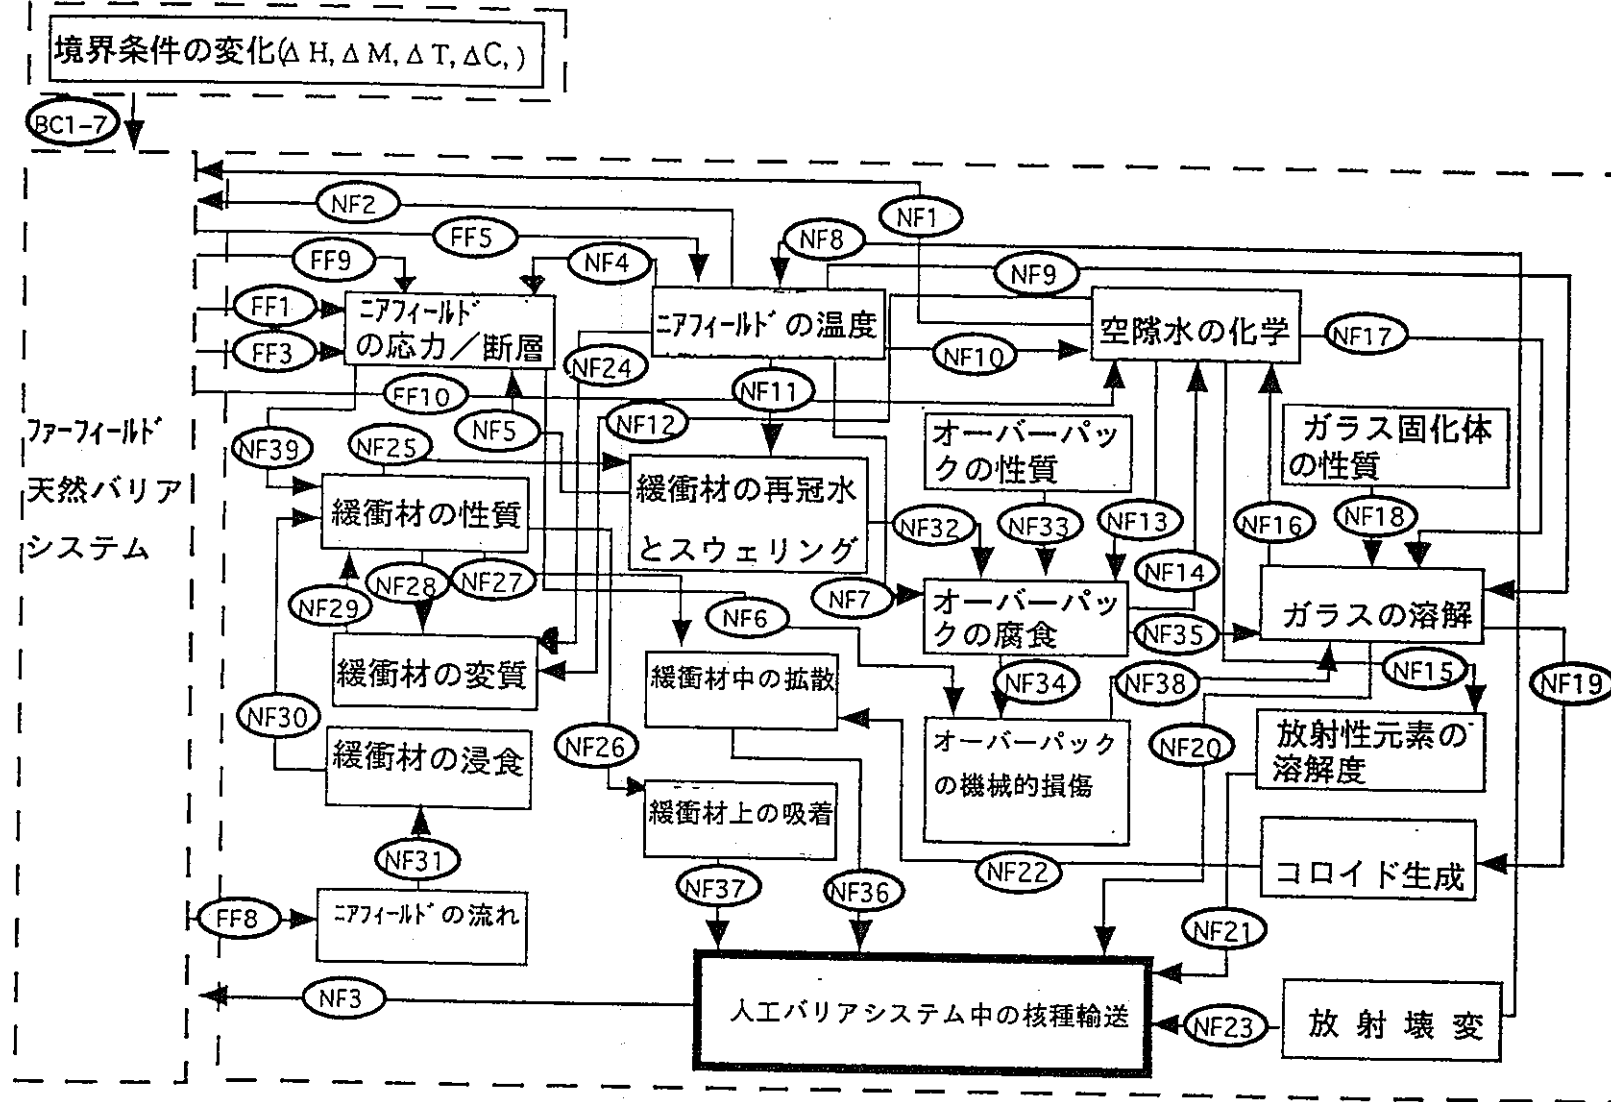 境界条件の変化(Δ H, Δ M, Δ T, ΔC, )
BC1-7
NF2
NF1
FF5
NF8
FF9
NF4
NF9
FF1
ニアフィールド
の応力／断層
ニアフィールド の温度
空隙水の化学
NF17
FF3
NF24
NF10
FF10
NF11
NF5
NF12
オーバーパッ
クの性質
ガラス固化体
の性質
ファーフィールド
天然バリア
システム
NF39
NF25
緩衝材の性質
緩衝材の再冠水
とスウェリング
NF32
NF33
NF13
NF16
NF18
NF28
NF27
NF29
NF14
NF7
オーバーパッ
クの腐食
ガラスの溶解
NF6
NF35
緩衝材の変質
緩衝材中の拡散
NF34
NF38
NF15
NF19
NF30
NF26
緩衝材の浸食
オーバーパック
の機械的損傷
NF20
放射性元素の
溶解度
緩衝材上の吸着
NF31
NF37
NF36
NF22
コロイド生成
FF8
ニアフィールド の流れ
NF21
NF3
人工バリアシステム中の核種輸送
NF23
放 射 壊 変